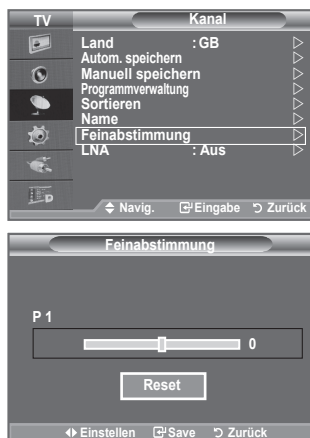 TV Kanal
Land : GB
Autom. speichern
Manuell speichern
Programmverwaltung
Sortieren
Name
Feinabstimmung
LNA : Aus
Navig. Eingabe Zurück
Feinabstimmung
P 1
0
Reset
Einstellen Save Zurück